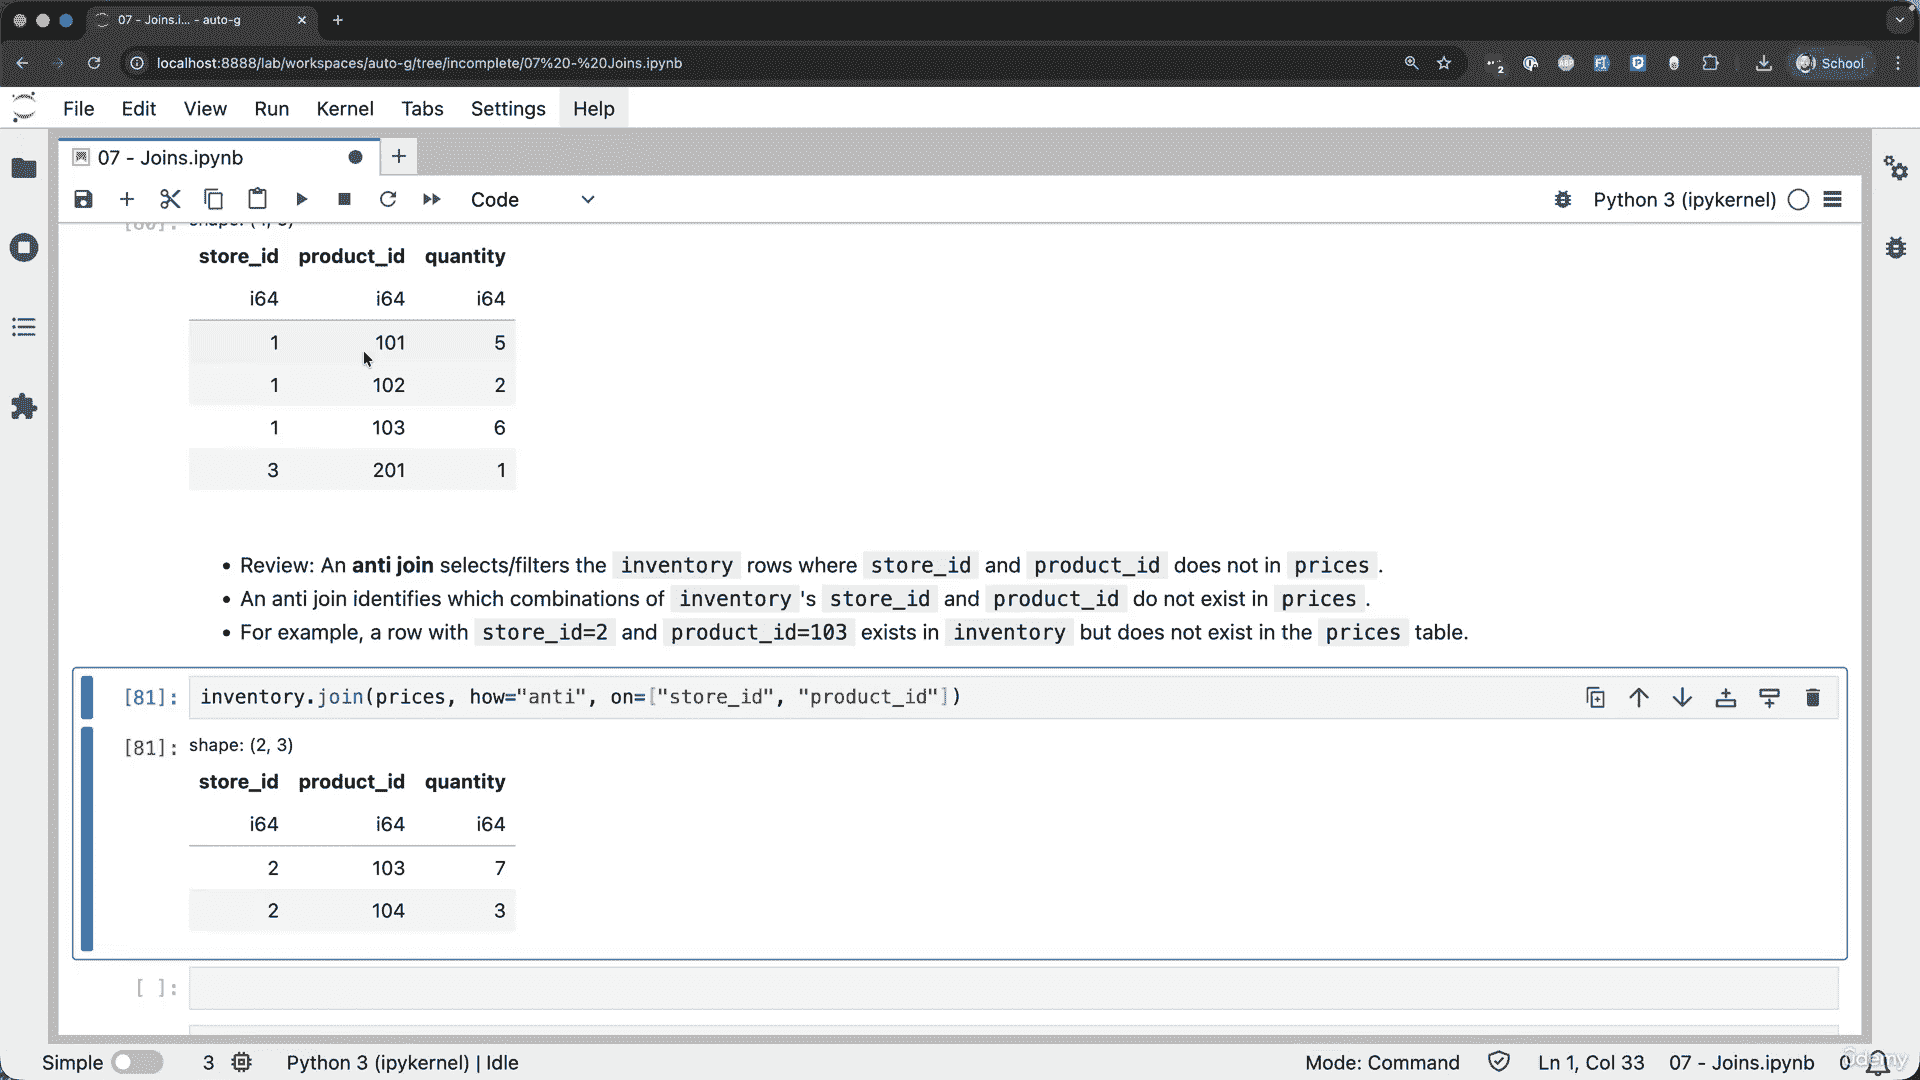 07 - Joins.i... - auto-g
localhost:8888/lab/workspaces/auto-g/tree/incomplete/07%20-%20Joins.ipynb
2
School
File Edit View Run Kernel Tabs Settings Help
07 - Joins.ipynb
Code
Python 3 (ipykernel)
[80]: shape: (4, 3)
store_id product_id quantity
i64 i64 i64
1 101 5
1 102 2
1 103 6
3 201 1
• Review: An anti join selects/filters the inventory rows where store_id and product_id does not in prices .
• An anti join identifies which combinations of inventory 's store_id and product_id do not exist in prices .
• For example, a row with store_id=2 and product_id=103 exists in inventory but does not exist in the prices table.
[81]: inventory.join(prices, how="anti", on=["store_id", "product_id"])
[81]: shape: (2, 3)
store_id product_id quantity
i64 i64 i64
2 103 7
2 104 3
[ ]:
Simple 3 Python 3 (ipykernel) | Idle Mode: Command Ln 1, Col 33 07 - Joins.ipynb 0
udemy